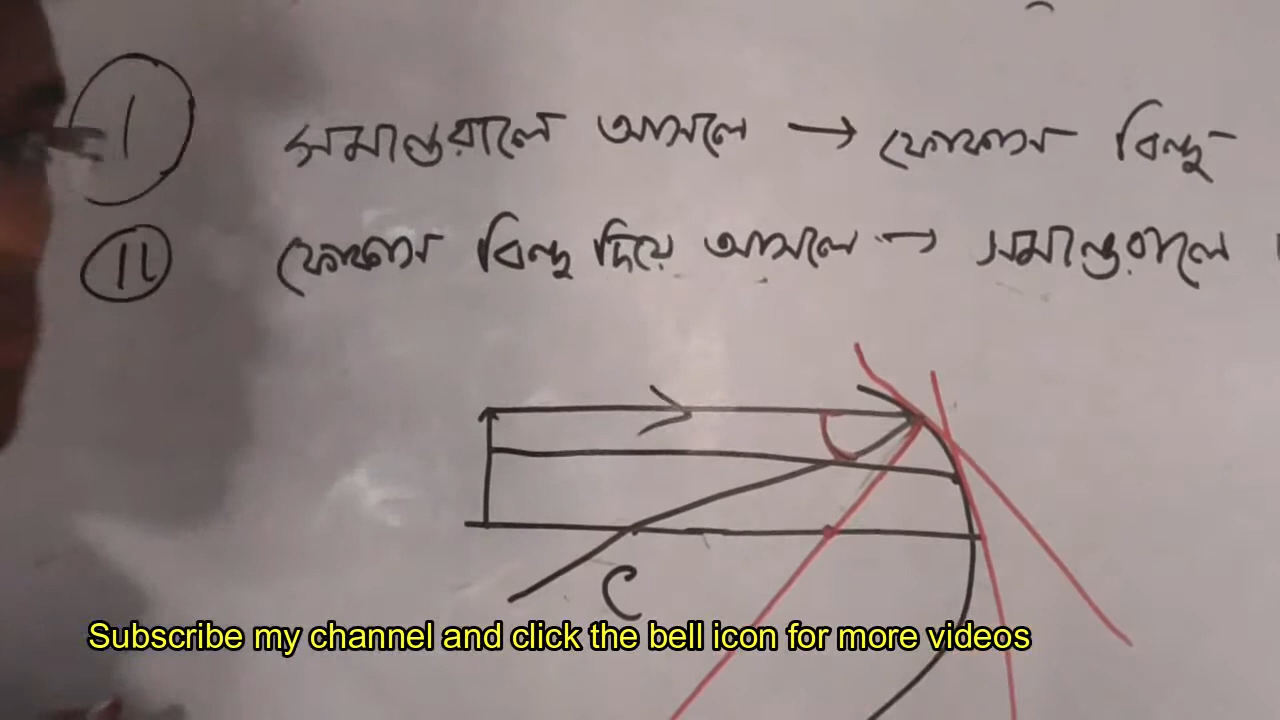 I সমান্তরালে আসলে → ফোকাস বিন্দু
II ফোকাস বিন্দু দিয়ে আসলে → সমান্তরালে
C
Subscribe my channel and click the bell icon for more videos